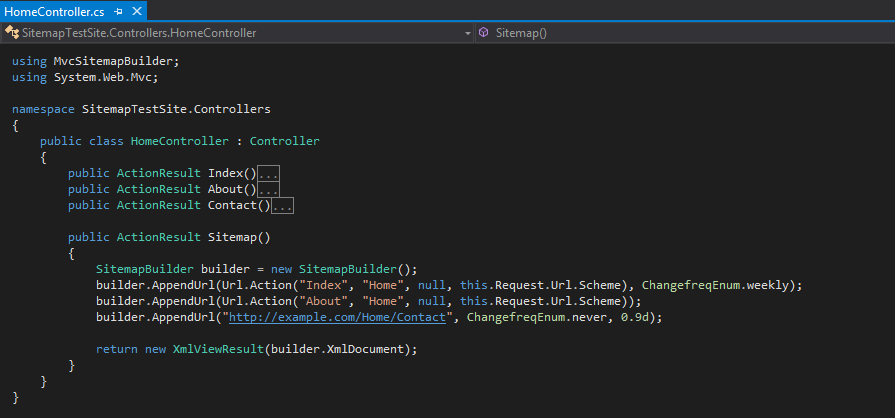 HomeController.cs
SitemapTestSite.Controllers.HomeController Sitemap()
using MvcSitemapBuilder;
using System.Web.Mvc;
namespace SitemapTestSite.Controllers
{
    public class HomeController : Controller
    {
        public ActionResult Index()...
        public ActionResult About()...
        public ActionResult Contact()...
        public ActionResult Sitemap()
        {
            SitemapBuilder builder = new SitemapBuilder();
            builder.AppendUrl(Url.Action("Index", "Home", null, this.Request.Url.Scheme), ChangefreqEnum.weekly);
            builder.AppendUrl(Url.Action("About", "Home", null, this.Request.Url.Scheme));
            builder.AppendUrl("http://example.com/Home/Contact", ChangefreqEnum.never, 0.9d);
            return new XmlViewResult(builder.XmlDocument);
        }
    }
}